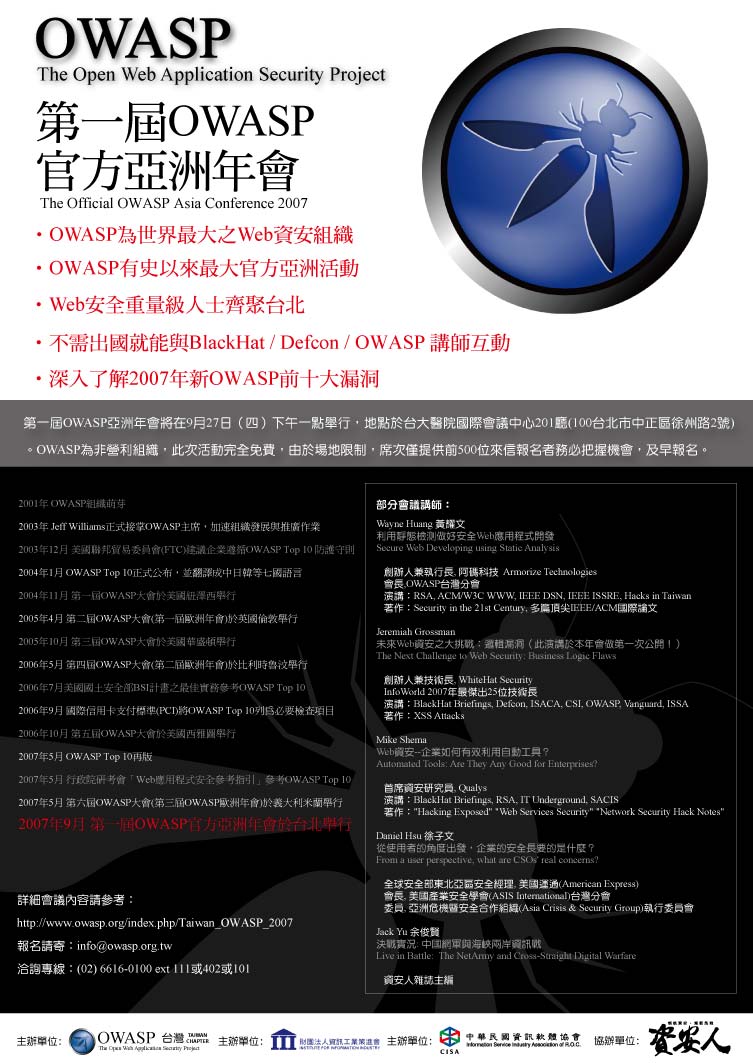 OWASP
The Open Web Application Security Project
第一屆OWASP
官方亞洲年會
The Official OWASP Asia Conference 2007
・OWASP為世界最大之Web資安組織
・OWASP有史以來最大官方亞洲活動
・Web安全重量級人士齊聚台北
・不需出國就能與BlackHat / Defcon / OWASP 講師互動
・深入了解2007年新OWASP前十大漏洞
第一屆OWASP亞洲年會將在9月27日（四）下午一點舉行，地點於台大醫院國際會議中心201廳(100台北市中正區徐州路2號)
。OWASP為非營利組織，此次活動完全免費，由於場地限制，席次僅提供前500位來信報名者務必把握機會，及早報名。
2001年 OWASP組織萌芽
2003年 Jeff Williams正式接掌OWASP主席，加速組織發展與推廣作業
2003年12月 美國聯邦貿易委員會(FTC)建議企業遵循OWASP Top 10 防護守則
2004年1月 OWASP Top 10正式公布，並翻譯成中日韓等七國語言
2004年11月 第一屆OWASP大會於美國紐澤西舉行
2005年4月 第二屆OWASP大會(第一屆歐洲年會)於英國倫敦舉行
2005年10月 第三屆OWASP大會於美國華盛頓舉行
2006年5月 第四屆OWASP大會(第二屆歐洲年會)於比利時魯汶舉行
2006年7月美國國土安全部BSI計畫之最佳實務參考OWASP Top 10
2006年9月 國際信用卡支付標準(PCI)將OWASP Top 10列為必要檢查項目
2006年10月 第五屆OWASP大會於美國西雅圖舉行
2007年5月 OWASP Top 10再版
2007年5月 行政院研考會「Web應用程式安全參考指引」參考OWASP Top 10
2007年5月 第六屆OWASP大會(第三屆OWASP歐洲年會)於義大利米蘭舉行
2007年9月 第一屆OWASP官方亞洲年會於台北舉行
詳細會議內容請參考：
http://www.owasp.org/index.php/Taiwan_OWASP_2007
報名請寄：info@owasp.org.tw
洽詢專線：(02) 6616-0100 ext 111或402或101
部分會議講師：
Wayne Huang 黃耀文
利用靜態檢測做好安全Web應用程式開發
Secure Web Developing using Static Analysis
創辦人兼執行長, 阿碼科技 Armorize Technologies
會長,OWASP台灣分會
演講：RSA, ACM/W3C WWW, IEEE DSN, IEEE ISSRE, Hacks in Taiwan
著作：Security in the 21st Century, 多篇頂尖IEEE/ACM國際論文
Jeremiah Grossman
未來Web資安之大挑戰：邏輯漏洞（此演講於本年會做第一次公開！）
The Next Challenge to Web Security: Business Logic Flaws
創辦人兼技術長, WhiteHat Security
InfoWorld 2007年最傑出25位技術長
演講：BlackHat Briefings, Defcon, ISACA, CSI, OWASP, Vanguard, ISSA
著作：XSS Attacks
Mike Shema
Web資安--企業如何有效利用自動工具？
Automated Tools: Are They Any Good for Enterprises?
首席資安研究員, Qualys
演講：BlackHat Briefings, RSA, IT Underground, SACIS
著作："Hacking Exposed" "Web Services Security" "Network Security Hack Notes"
Daniel Hsu 徐子文
從使用者的角度出發，企業的安全長要的是什麼？
From a user perspective, what are CSOs' real concerns?
全球安全部東北亞區安全經理, 美國運通(American Express)
會長, 美國產業安全學會(ASIS International)台灣分會
委員, 亞洲危機暨安全合作組織(Asia Crisis & Security Group)執行委員會
Jack Yu 余俊賢
決戰實況: 中國網軍與海峽兩岸資訊戰
Live in Battle: The NetArmy and Cross-Straight Digital Warfare
資安人雜誌主編
主辦單位: OWASP 台灣 TAIWAN CHAPTER
The Open Web Application Security Project
主辦單位: 財團法人資訊工業策進會
INSTITUTE FOR INFORMATION INDUSTRY
主辦單位: CISA 中華民國資訊軟體協會
Information Service Industry Association of R.O.C.
協辦單位: 資安人